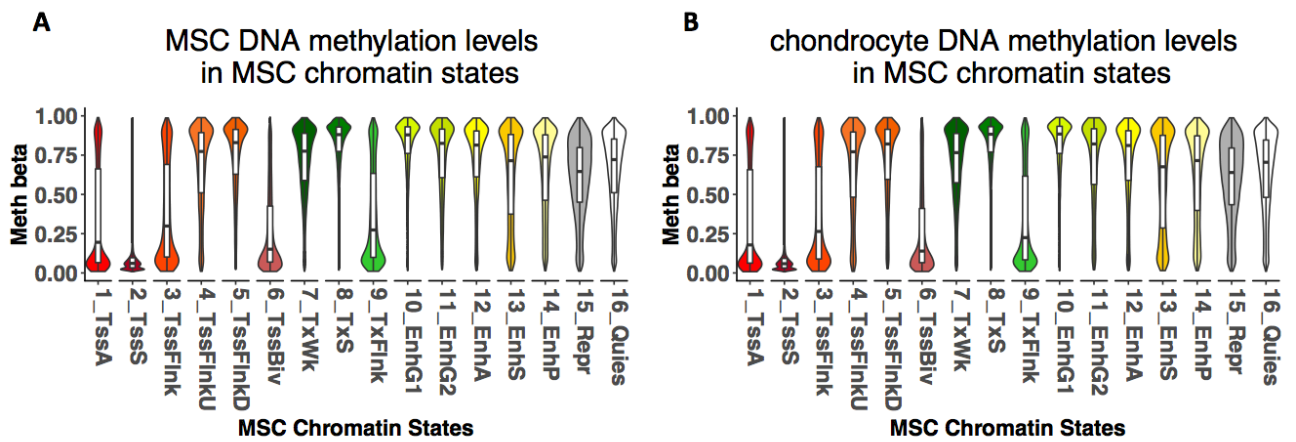 A
MSC DNA methylation levels
in MSC chromatin states
Meth beta
1.00
0.75
0.50
0.25
0.00
1_TssA
2_TssS
3_TssFlnk
4_TssFlnkU
5_TssFlnkD
6_TssBiv
7_TxWk
8_TxS
9_TxFlnk
10_EnhG1
11_EnhG2
12_EnhA
13_EnhS
14_EnhP
15_Repr
16_Quies
MSC Chromatin States
B
chondrocyte DNA methylation levels
in MSC chromatin states
Meth beta
1.00
0.75
0.50
0.25
0.00
1_TssA
2_TssS
3_TssFlnk
4_TssFlnkU
5_TssFlnkD
6_TssBiv
7_TxWk
8_TxS
9_TxFlnk
10_EnhG1
11_EnhG2
12_EnhA
13_EnhS
14_EnhP
15_Repr
16_Quies
MSC Chromatin States